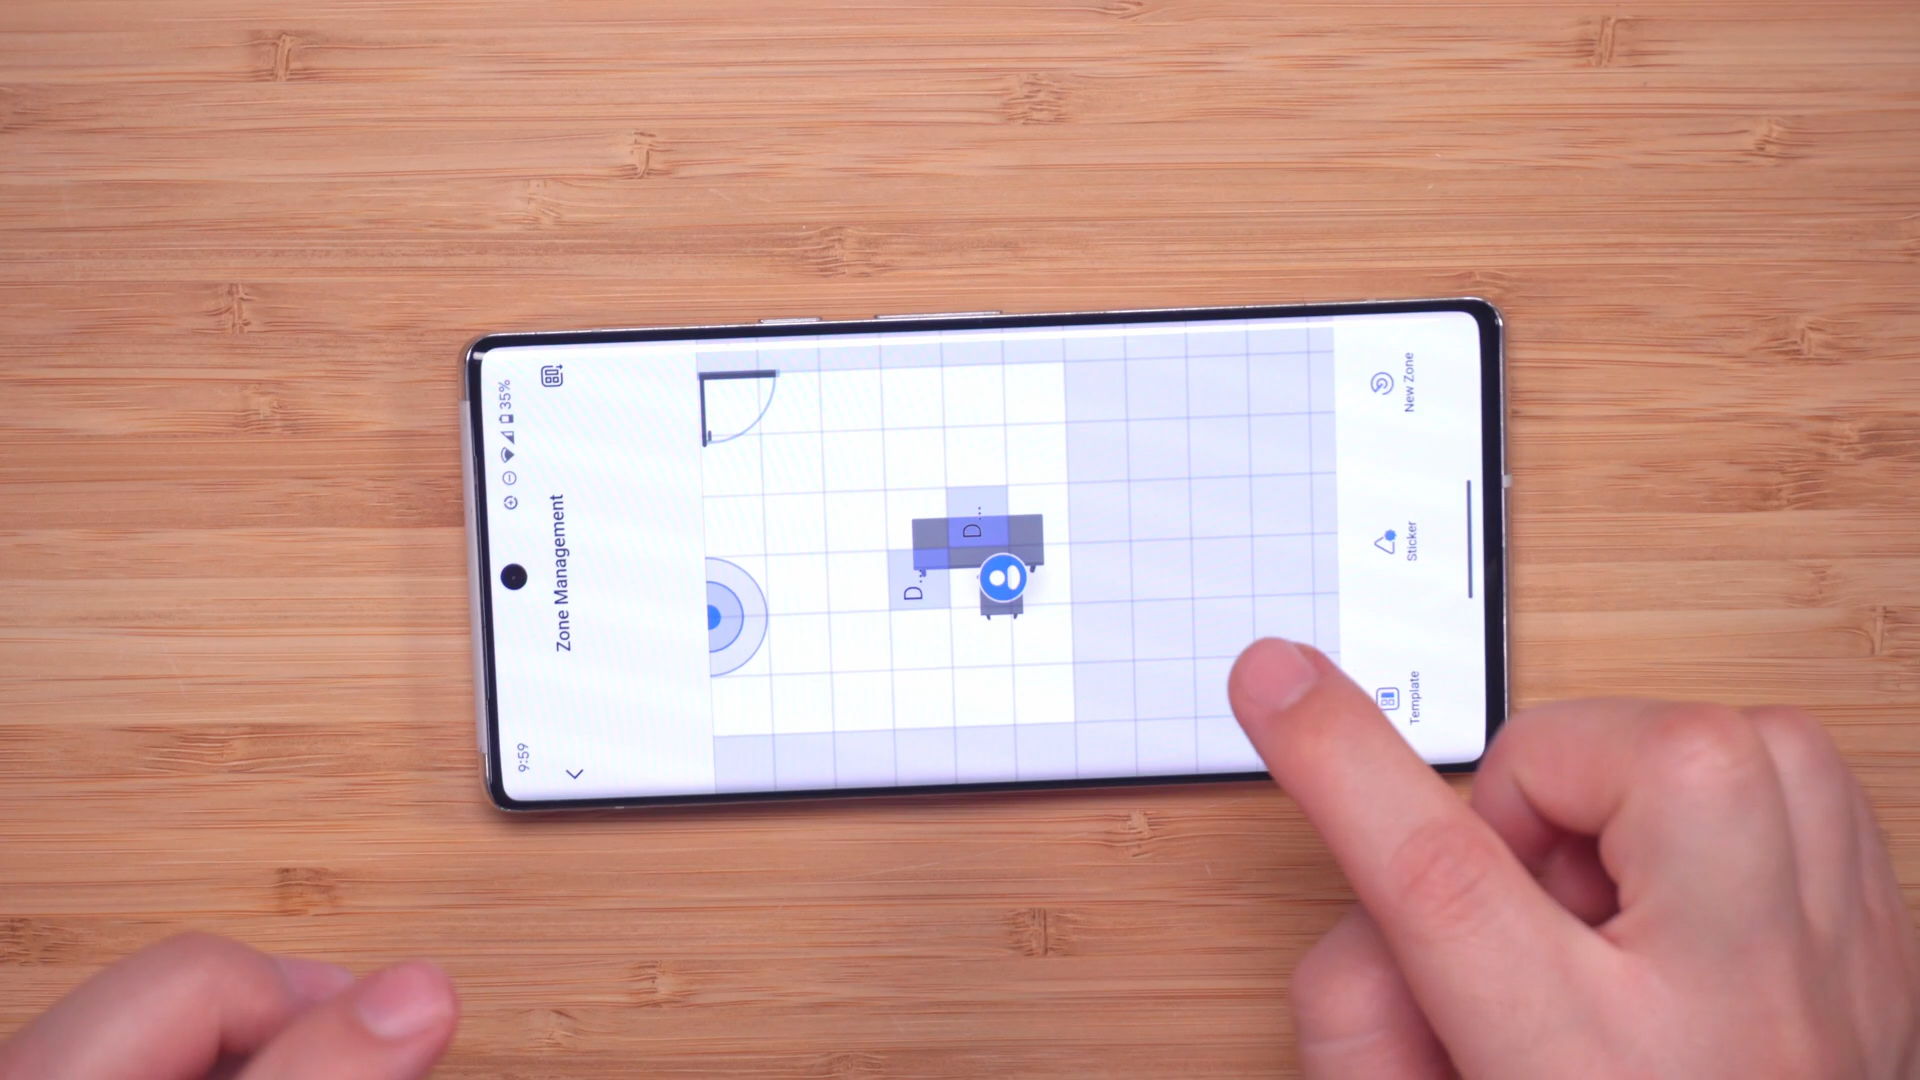 9:59
35%
Zone Management
D...
D...
Template
Sticker
New Zone